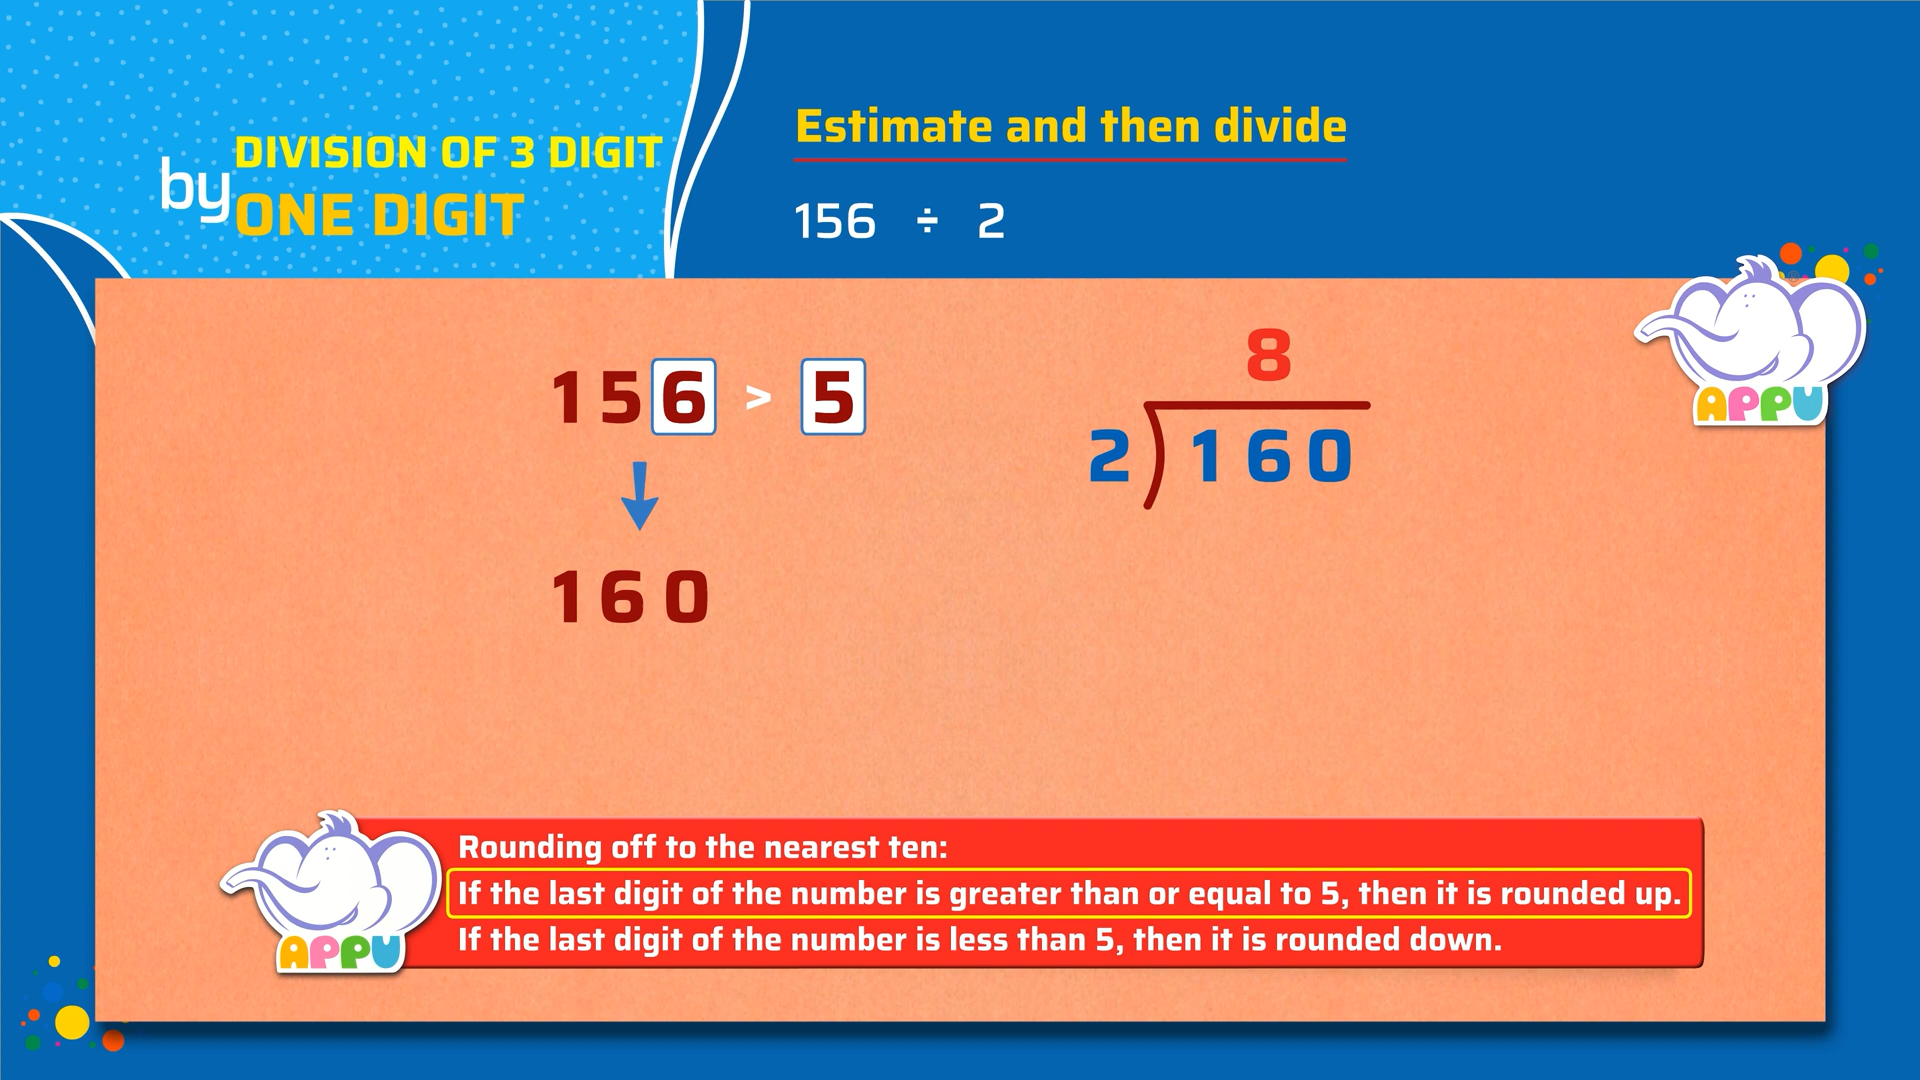 DIVISION OF 3 DIGIT
by ONE DIGIT
Estimate and then divide
156 ÷ 2
156 > 5
160
8
2 160
APPU
Rounding off to the nearest ten:
If the last digit of the number is greater than or equal to 5, then it is rounded up.
If the last digit of the number is less than 5, then it is rounded down.
APPU